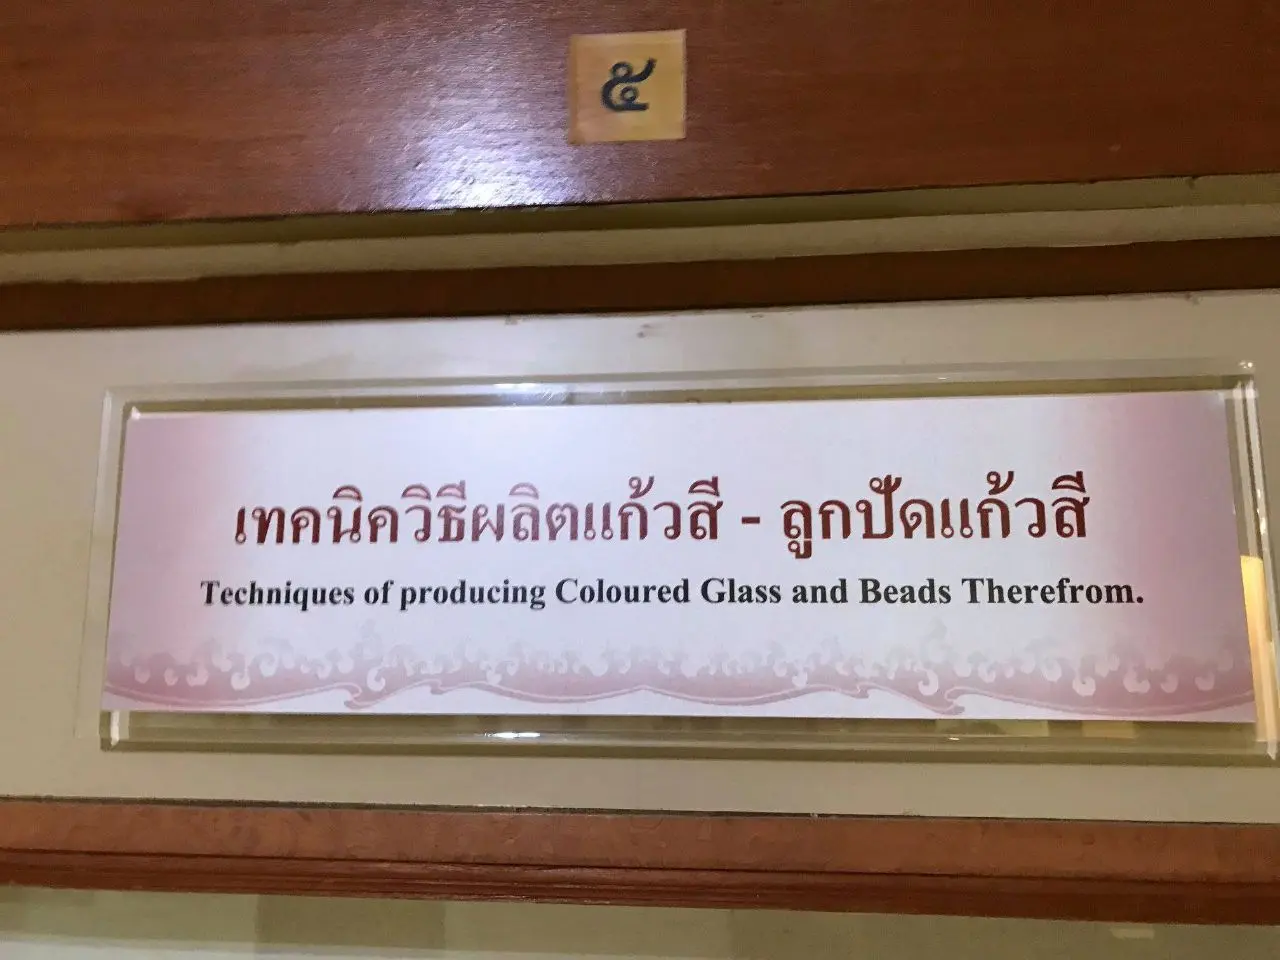 ๕
เทคนิควิธีผลิตแก้วสี - ลูกปัดแก้วสี
Techniques of producing Coloured Glass and Beads Therefrom.